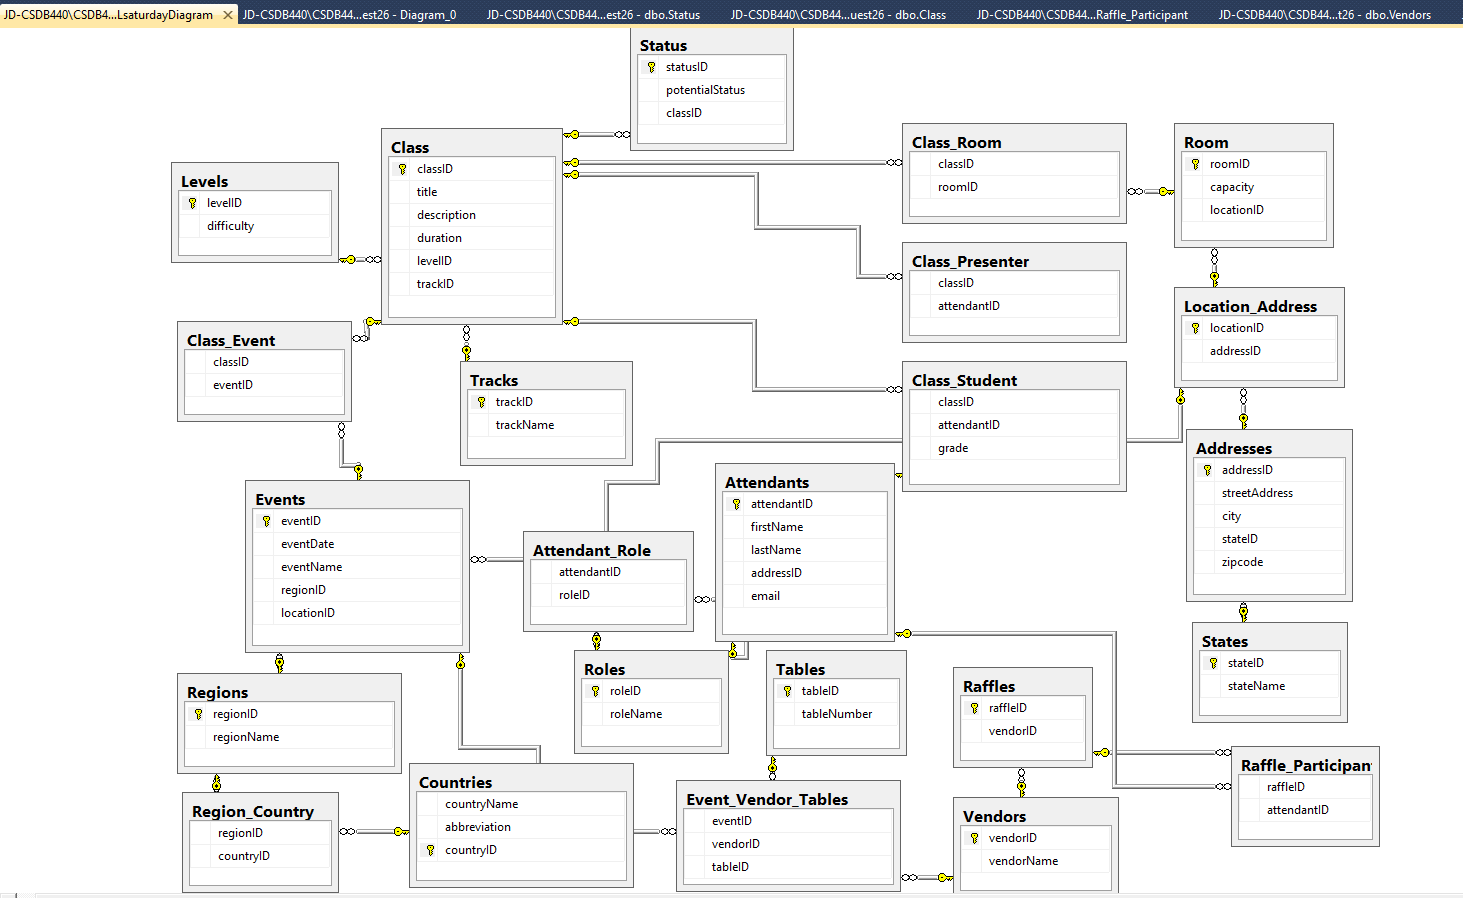 JD-CSDB440\CSDB4...LsaturdayDiagram
JD-CSDB440\CSDB44...est26 - Diagram_0
JD-CSDB440\CSDB44...est26 - dbo.Status
JD-CSDB440\CSDB44...uest26 - dbo.Class
JD-CSDB440\CSDB44...Raffle_Participant
JD-CSDB440\CSDB44...t26 - dbo.Vendors
Status
statusID
potentialStatus
classID
Class
classID
title
description
duration
levelID
trackID
Class_Room
classID
roomID
Room
roomID
capacity
locationID
Levels
levelID
difficulty
Class_Presenter
classID
attendantID
Location_Address
locationID
addressID
Class_Event
classID
eventID
Tracks
trackID
trackName
Class_Student
classID
attendantID
grade
Addresses
addressID
streetAddress
city
stateID
zipcode
Attendants
attendantID
firstName
lastName
addressID
email
Events
eventID
eventDate
eventName
regionID
locationID
Attendant_Role
attendantID
roleID
States
stateID
stateName
Roles
roleID
roleName
Tables
tableID
tableNumber
Raffles
raffleID
vendorID
Regions
regionID
regionName
Raffle_Participan
raffleID
attendantID
Countries
countryName
abbreviation
countryID
Event_Vendor_Tables
eventID
vendorID
tableID
Region_Country
regionID
countryID
Vendors
vendorID
vendorName